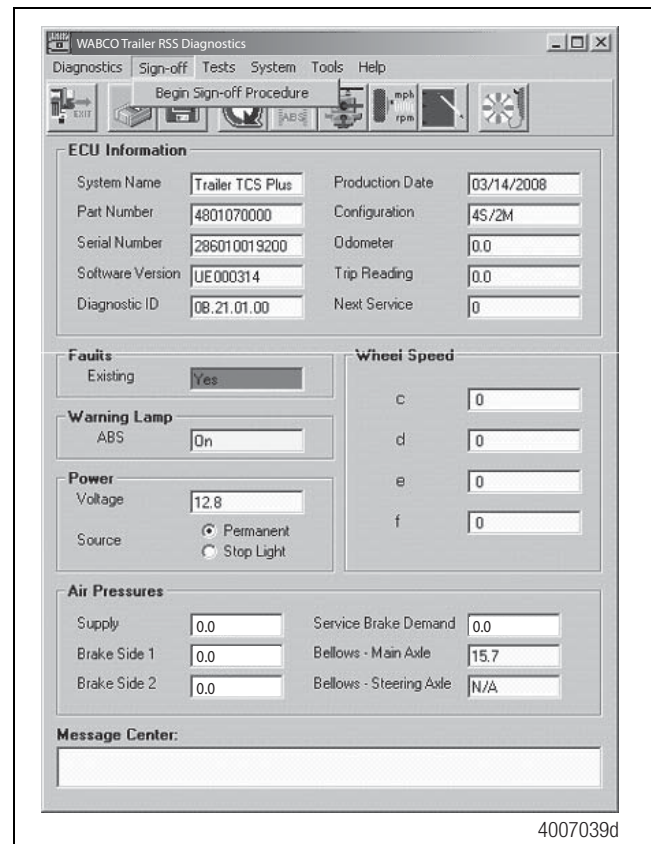 WABCO Trailer RSS Diagnostics
Diagnostics Sign-off Tests System Tools Help
Begin Sign-off Procedure
EXIT ABS mph rpm
ECU Information
System Name Trailer TCS Plus Production Date 03/14/2008
Part Number 4801070000 Configuration 4S/2M
Serial Number 286010019200 Odometer 0.0
Software Version UE000314 Trip Reading 0.0
Diagnostic ID 0B.21.01.00 Next Service 0
Faults
Existing Yes
Warning Lamp
ABS On
Power
Voltage 12.8
Source Permanent
Stop Light
Wheel Speed
c 0
d 0
e 0
f 0
Air Pressures
Supply 0.0 Service Brake Demand 0.0
Brake Side 1 0.0 Bellows - Main Axle 15.7
Brake Side 2 0.0 Bellows - Steering Axle N/A
Message Center:
4007039d